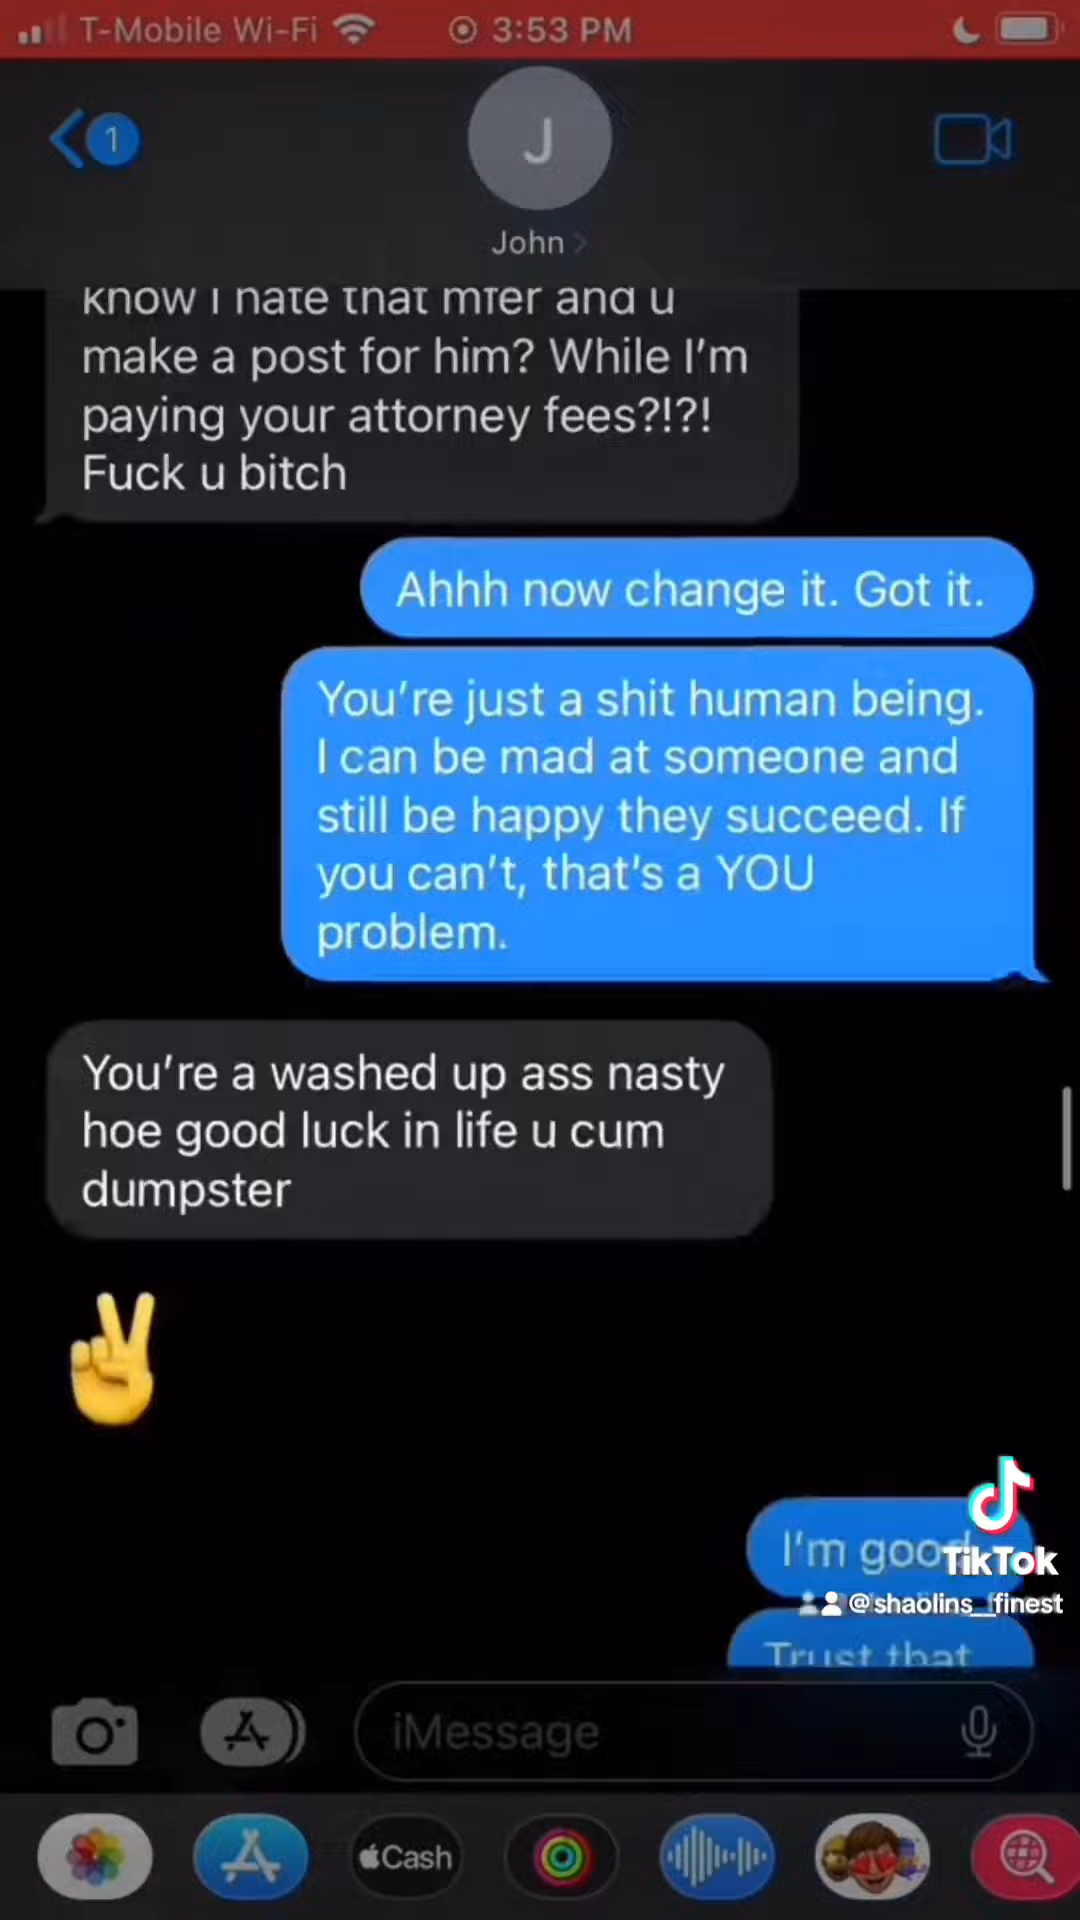 T-Mobile Wi-Fi 3:53 PM
1
J
John
know I hate that mfer and u
make a post for him? While I'm
paying your attorney fees?!?!
Fuck u bitch
Ahhh now change it. Got it.
You're just a shit human being.
I can be mad at someone and
still be happy they succeed. If
you can't, that's a YOU
problem.
You're a washed up ass nasty
hoe good luck in life u cum
dumpster
I'm good
TikTok
@shaolins__finest
Trust that
iMessage
Cash